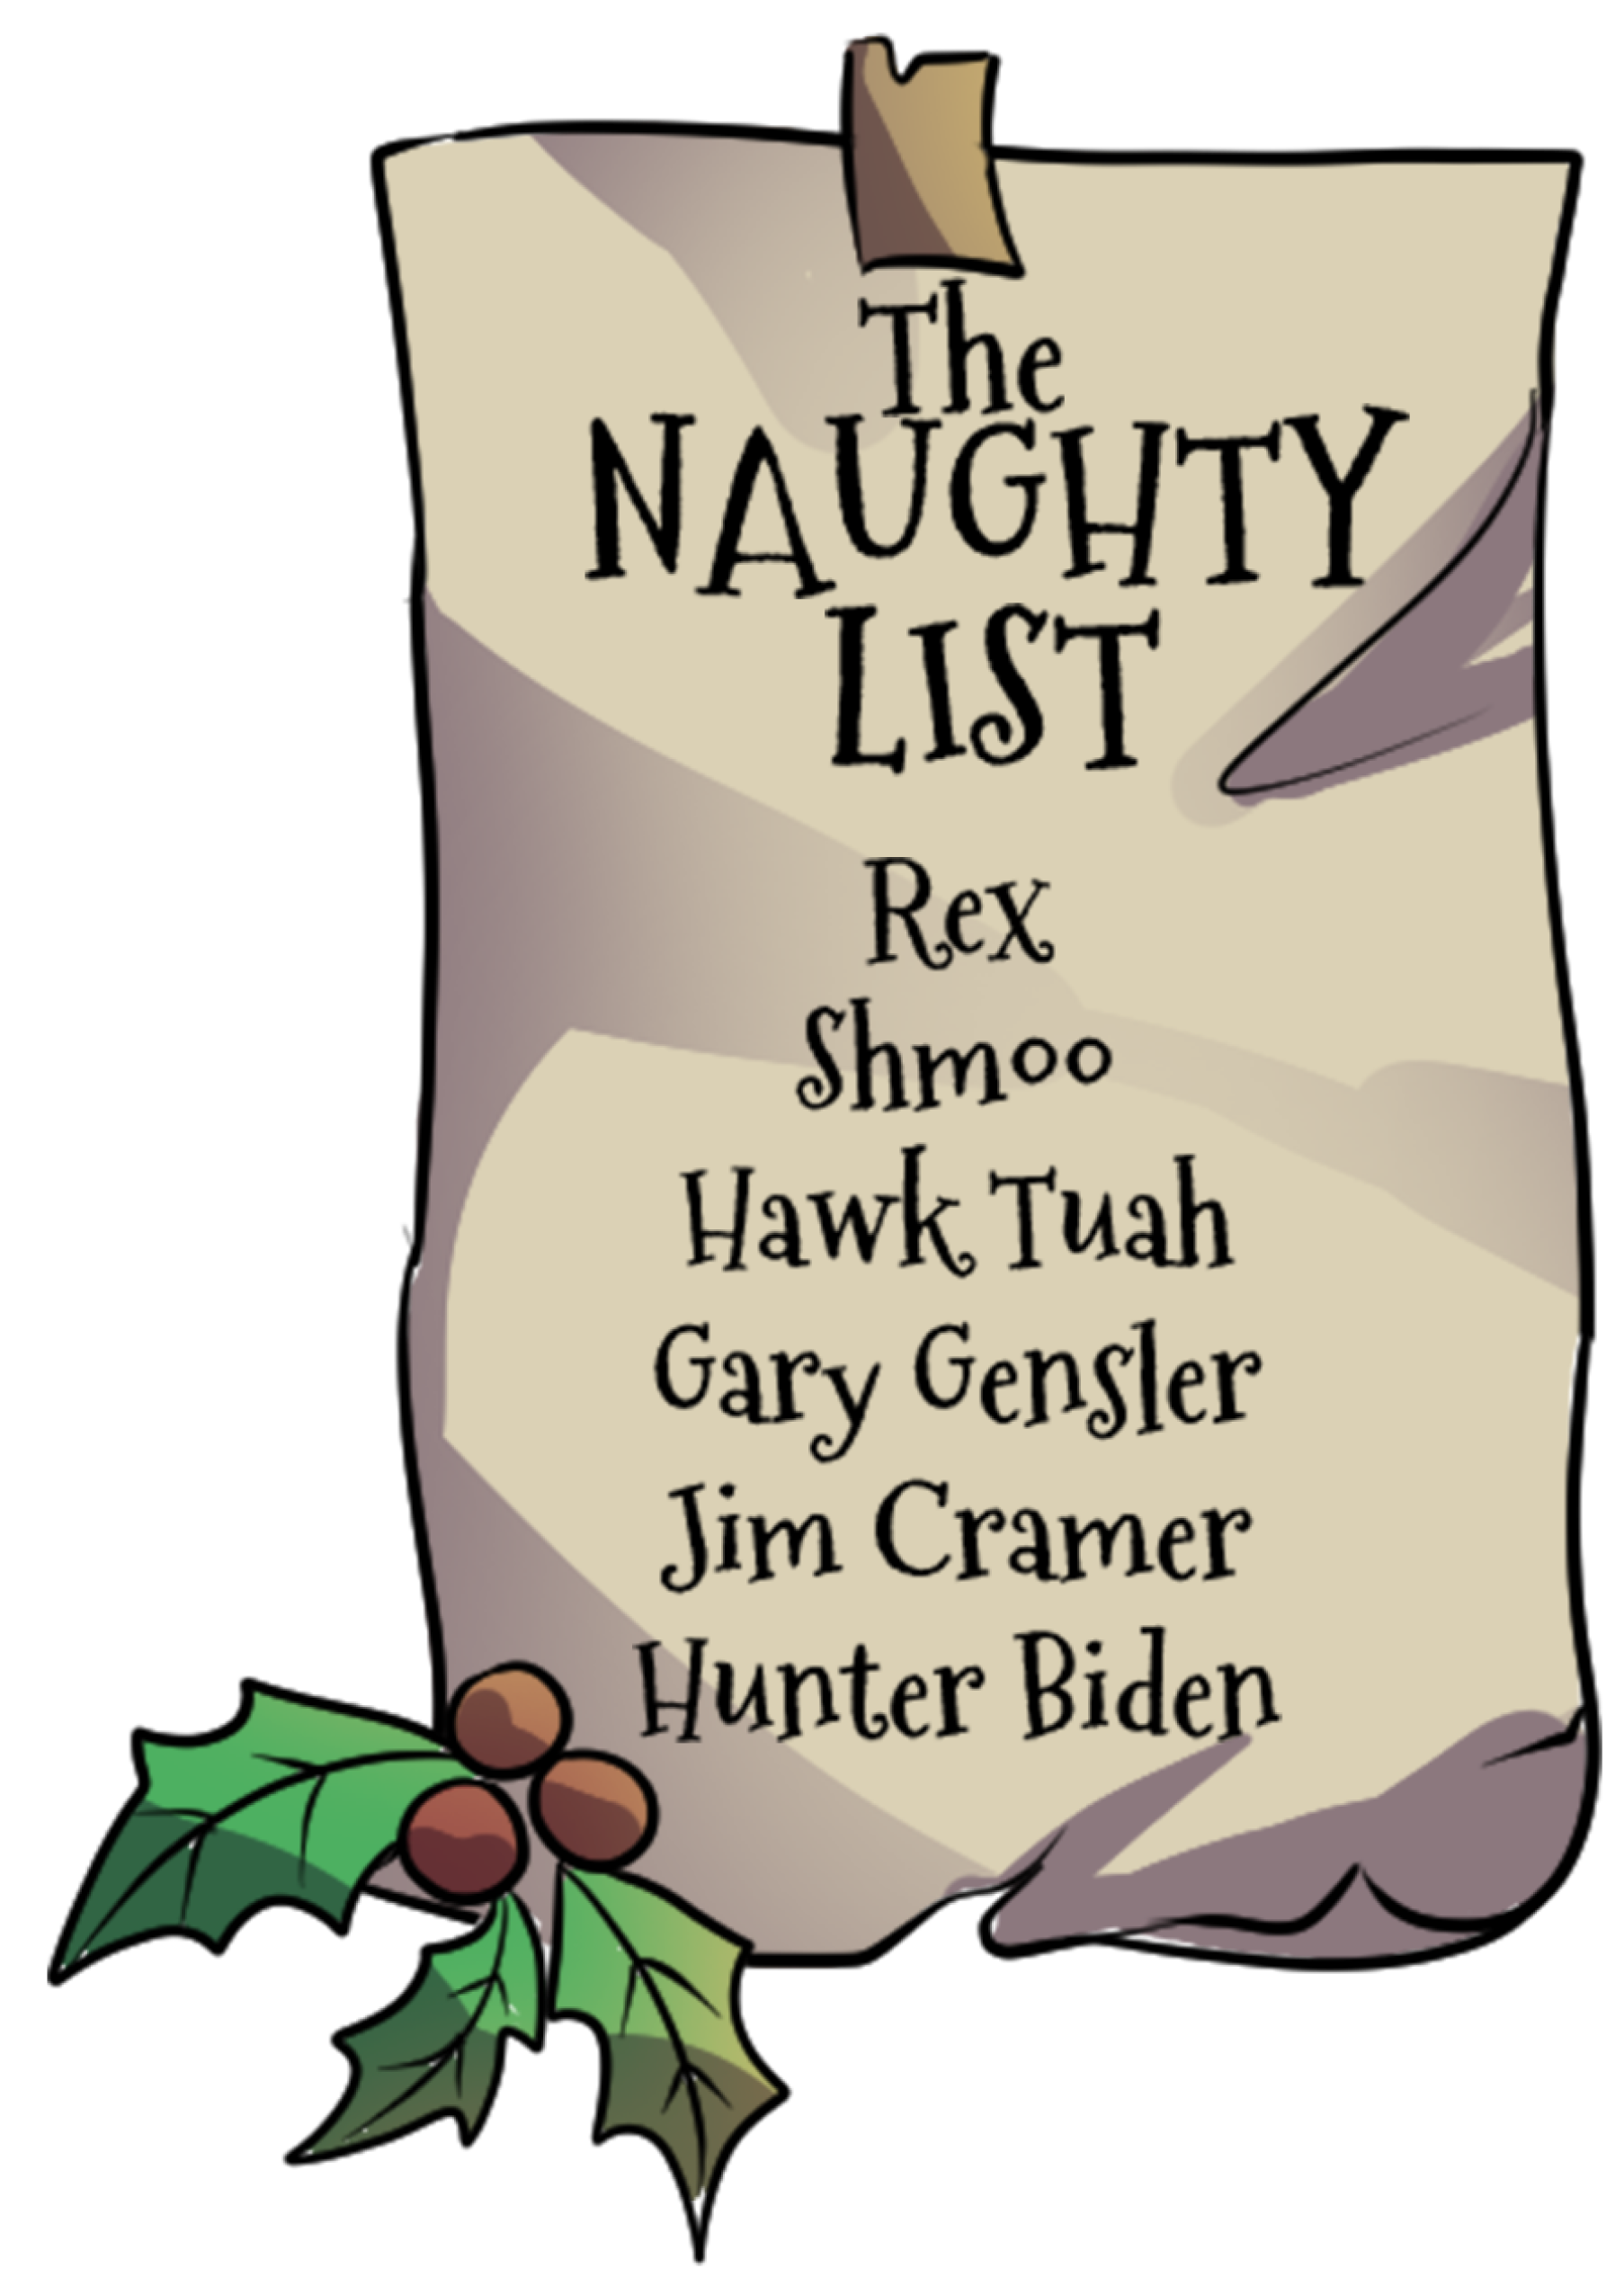 The
NAUGHTY
LIST
Rex
Shmoo
Hawk Tuah
Gary Gensler
Jim Cramer
Hunter Biden